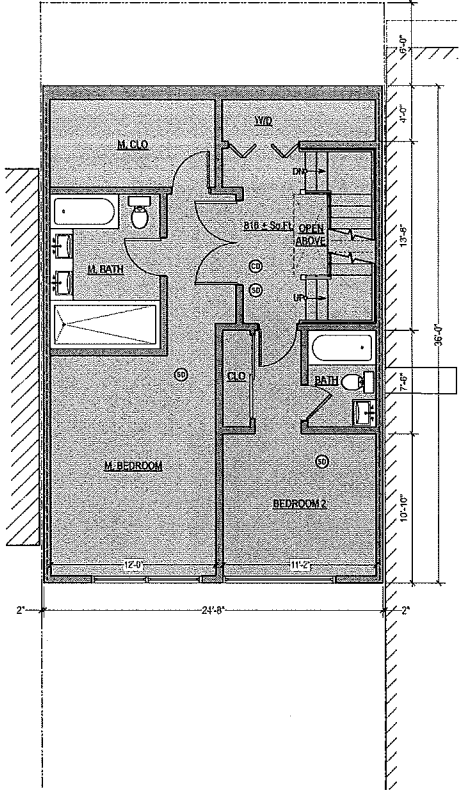 6'-0"
W/D
M. CLO
4'-0"
DN
818 ± Sq.Ft.
OPEN
ABOVE
13'-8"
CO
M. BATH
SD
UP
36'-0"
SD
CLO
BATH
7'-6"
M. BEDROOM
SD
BEDROOM 2
10'-10"
12'-0"
11'-2"
2"
24'-8"
2"